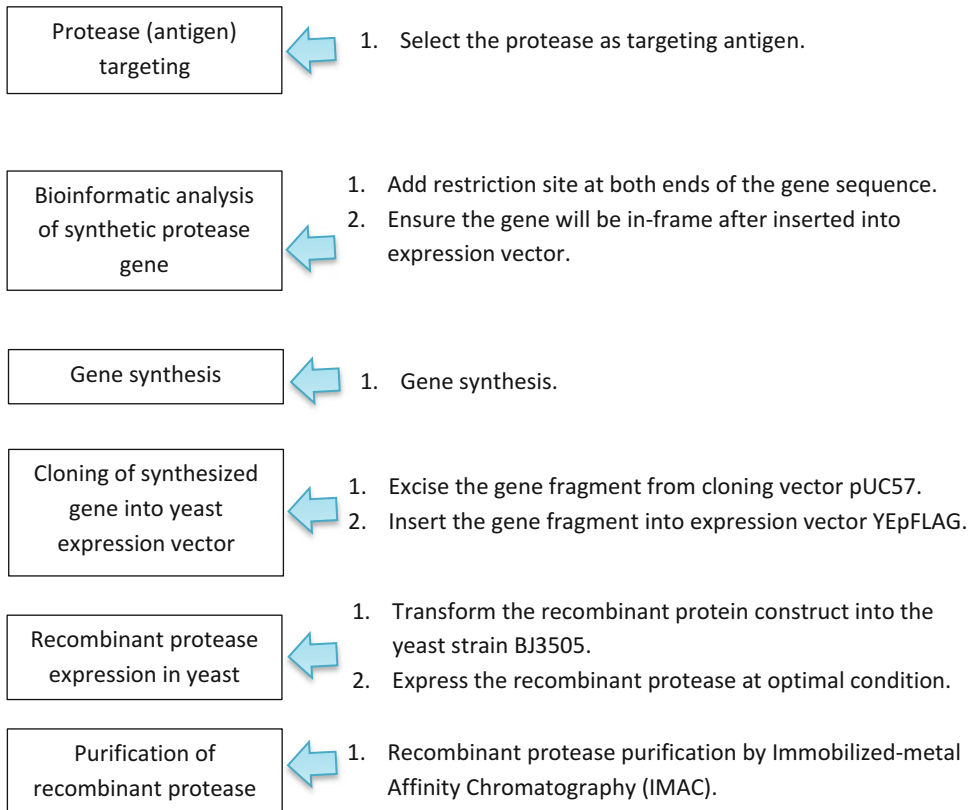 Protease (antigen)
targeting
1. Select the protease as targeting antigen.
Bioinformatic analysis
of synthetic protease
gene
1. Add restriction site at both ends of the gene sequence.
2. Ensure the gene will be in-frame after inserted into
expression vector.
Gene synthesis
1. Gene synthesis.
Cloning of synthesized
gene into yeast
expression vector
1. Excise the gene fragment from cloning vector pUC57.
2. Insert the gene fragment into expression vector YEpFLAG.
Recombinant protease
expression in yeast
1. Transform the recombinant protein construct into the
yeast strain BJ3505.
2. Express the recombinant protease at optimal condition.
Purification of
recombinant protease
1. Recombinant protease purification by Immobilized-metal
Affinity Chromatography (IMAC).